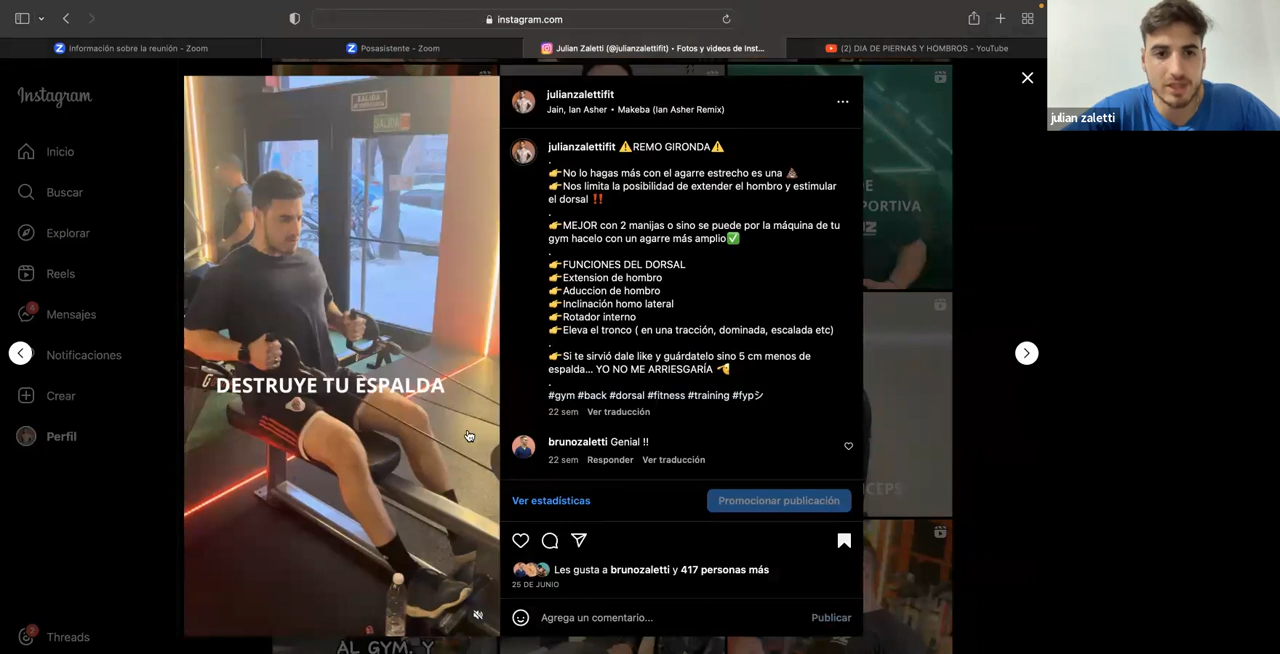 instagram.com
Información sobre la reunión - Zoom
Posasistente - Zoom
Julian Zaletti (@julianzalettifit) • Fotos y videos de Inst...
(2) DIA DE PIERNAS Y HOMBROS - YouTube
julian zaletti
Instagram
Inicio
Buscar
Explorar
Reels
Mensajes
Notificaciones
Crear
Perfil
Threads
SALIDA
SALIDA
DESTRUYE TU ESPALDA
AL GYM. Y
julianzalettifit
Jain, Ian Asher • Makeba (Ian Asher Remix)
julianzalettifit ⚠️REMO GIRONDA⚠️
.
👉No lo hagas más con el agarre estrecho es una 💩
👉Nos limita la posibilidad de extender el hombro y estimular
el dorsal ‼️
.
👉MEJOR con 2 manijas o sino se puede por la máquina de tu
gym hacelo con un agarre más amplio✅
.
👉FUNCIONES DEL DORSAL
👉Extension de hombro
👉Aduccion de hombro
👉Inclinación homo lateral
👉Rotador interno
👉Eleva el tronco ( en una tracción, dominada, escalada etc)
.
👉Si te sirvió dale like y guárdatelo sino 5 cm menos de
espalda... YO NO ME ARRIESGARÍA 🤫
.
#gym #back #dorsal #fitness #training #fypシ
22 sem Ver traducción
brunozaletti Genial !!
22 sem Responder Ver traducción
Ver estadísticas
Promocionar publicación
Les gusta a brunozaletti y 417 personas más
25 DE JUNIO
Agrega un comentario...
Publicar